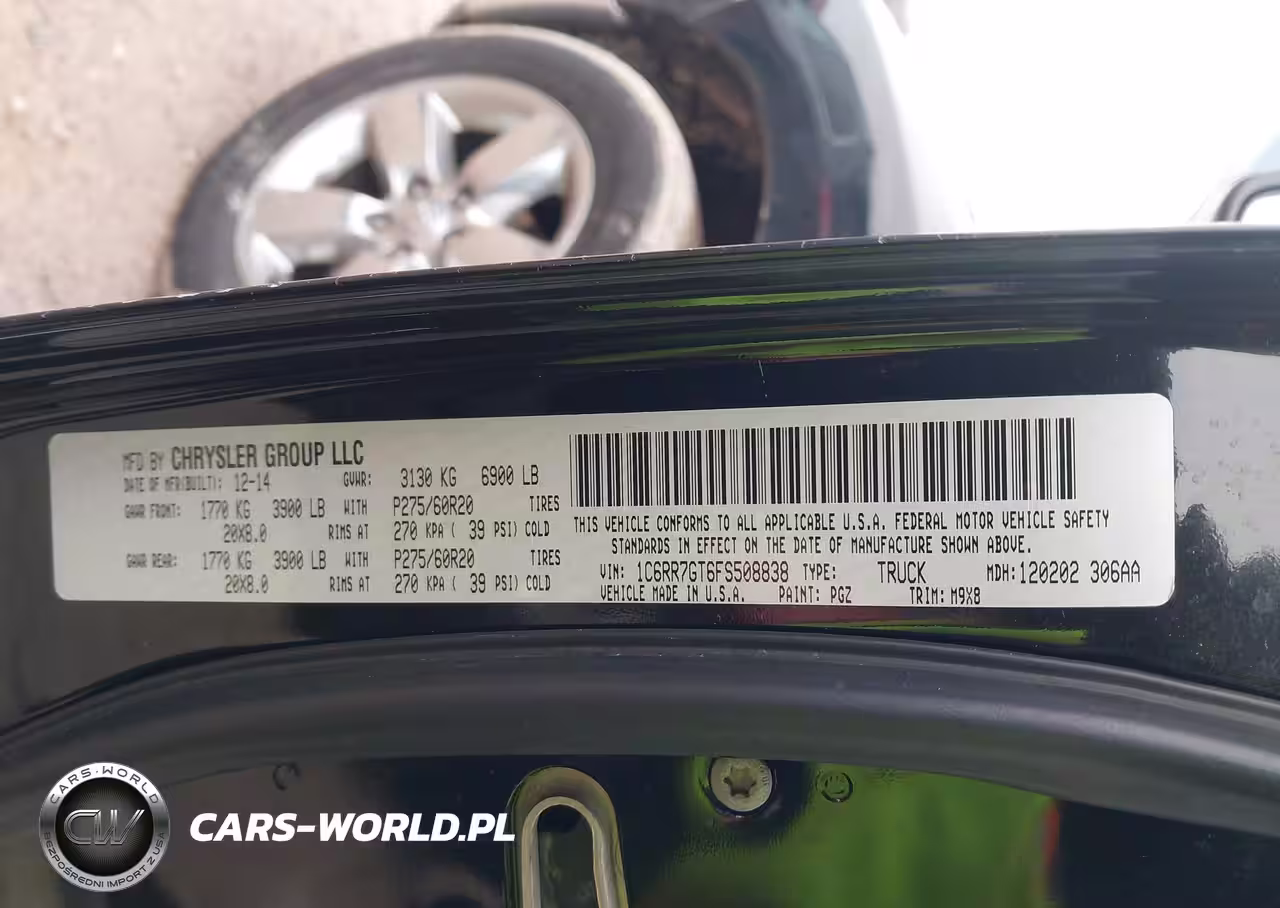 MFD BY CHRYSLER GROUP LLC
DATE OF MFR(BUILT): 12-14 GVWR: 3130 KG 6900 LB
GAWR FRONT: 1770 KG 3900 LB WITH P275/60R20 TIRES
20X8.0 RIMS AT 270 KPA ( 39 PSI) COLD
GAWR REAR: 1770 KG 3900 LB WITH P275/60R20 TIRES
20X8.0 RIMS AT 270 KPA ( 39 PSI) COLD
THIS VEHICLE CONFORMS TO ALL APPLICABLE U.S.A. FEDERAL MOTOR VEHICLE SAFETY
STANDARDS IN EFFECT ON THE DATE OF MANUFACTURE SHOWN ABOVE.
VIN: 1C6RR7GT6FS508838 TYPE: TRUCK MDH:120202 306AA
VEHICLE MADE IN U.S.A. PAINT: PGZ TRIM: M9X8
CARS-WORLD
CW
BEZPOŚREDNI IMPORT Z USA
CARS-WORLD.PL